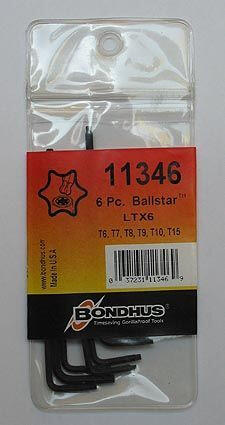 11346
6 Pc. Ballstar™
LTX6
T6, T7, T8, T9, T10, T15
www.bondhus.com
Made In U.S.A
0 37231 11346 9
BONDHUS
Timesaving Gorillaproof Tools